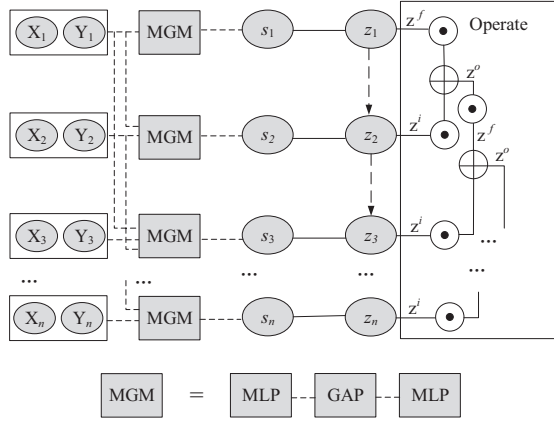 Operate
X1 Y1 MGM s1 z1 z^f
z^o
X2 Y2 MGM s2 z2 z^i
z^f
z^o
X3 Y3 MGM s3 z3 z^i
...
... ... ... ... ...
Xn Yn MGM sn zn z^i
MGM = MLP GAP MLP